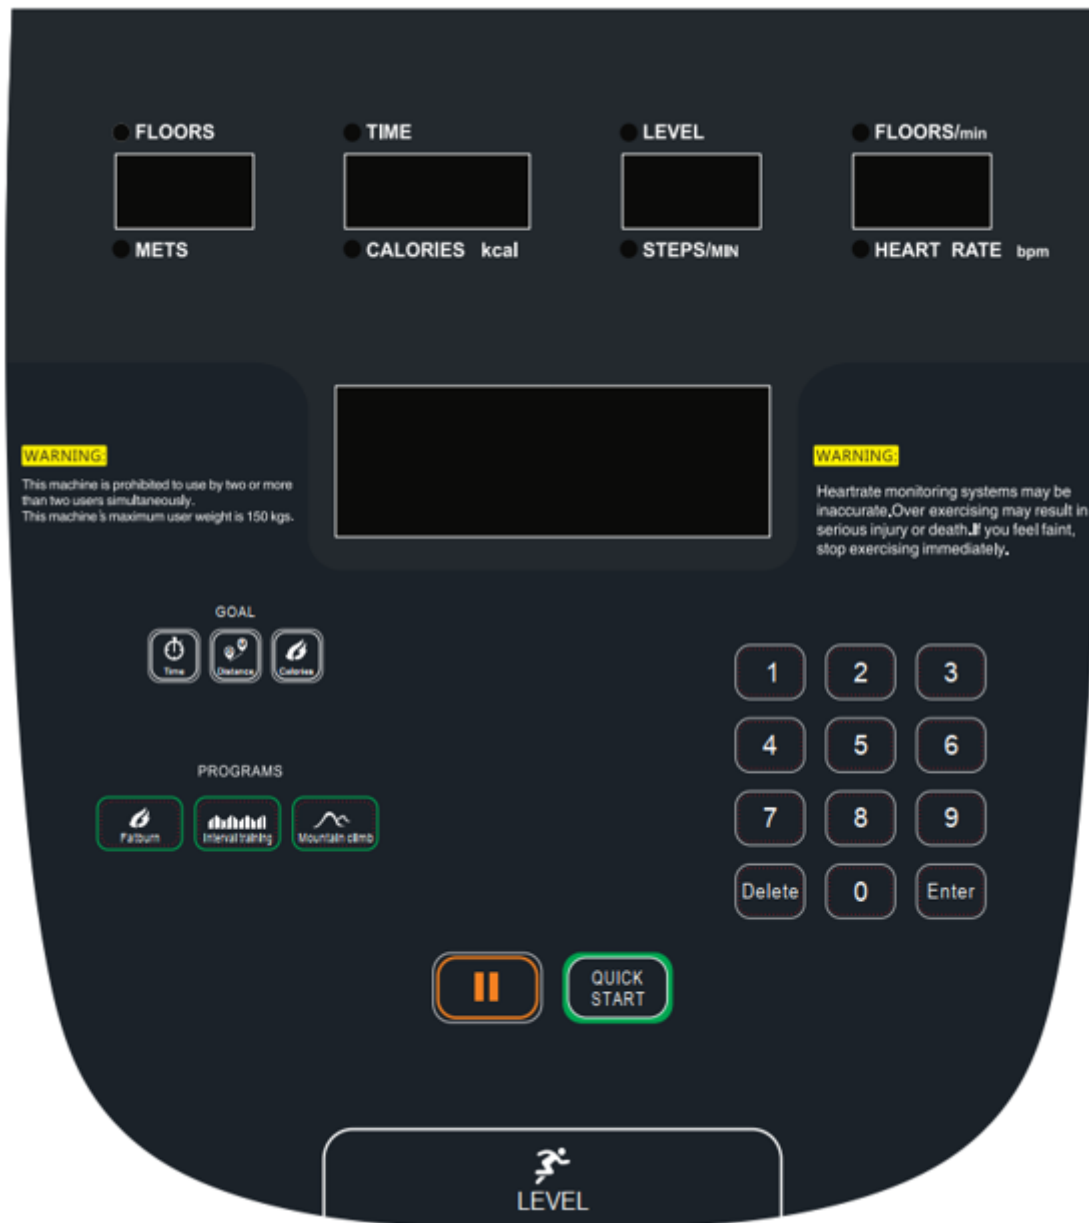 FLOORS
TIME
LEVEL
FLOORS/min
METS
CALORIES kcal
STEPS/MIN
HEART RATE bpm
WARNING:
This machine is prohibited to use by two or more
than two users simultaneously.
This machine's maximum user weight is 150 kgs.
WARNING:
Heartrate monitoring systems may be
inaccurate.Over exercising may result in
serious injury or death.If you feel faint,
stop exercising immediately.
GOAL
Time
Distance
Calories
PROGRAMS
Fatburn
Interval training
Mountain climb
1 2 3
4 5 6
7 8 9
Delete 0 Enter
QUICK
START
LEVEL